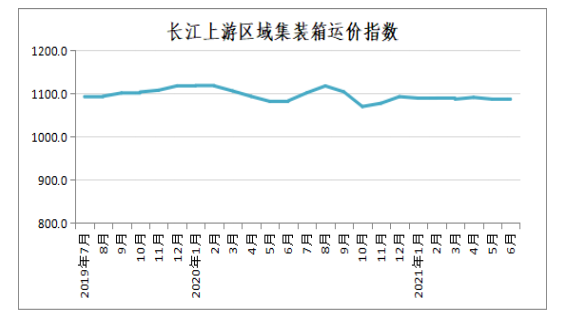 长江上游区域集装箱运价指数
1200.0
1100.0
1000.0
900.0
800.0
2019年7月
8月
9月
10月
11月
12月
2020年1月
2月
3月
4月
5月
6月
7月
8月
9月
10月
11月
12月
2021年1月
2月
3月
4月
5月
6月